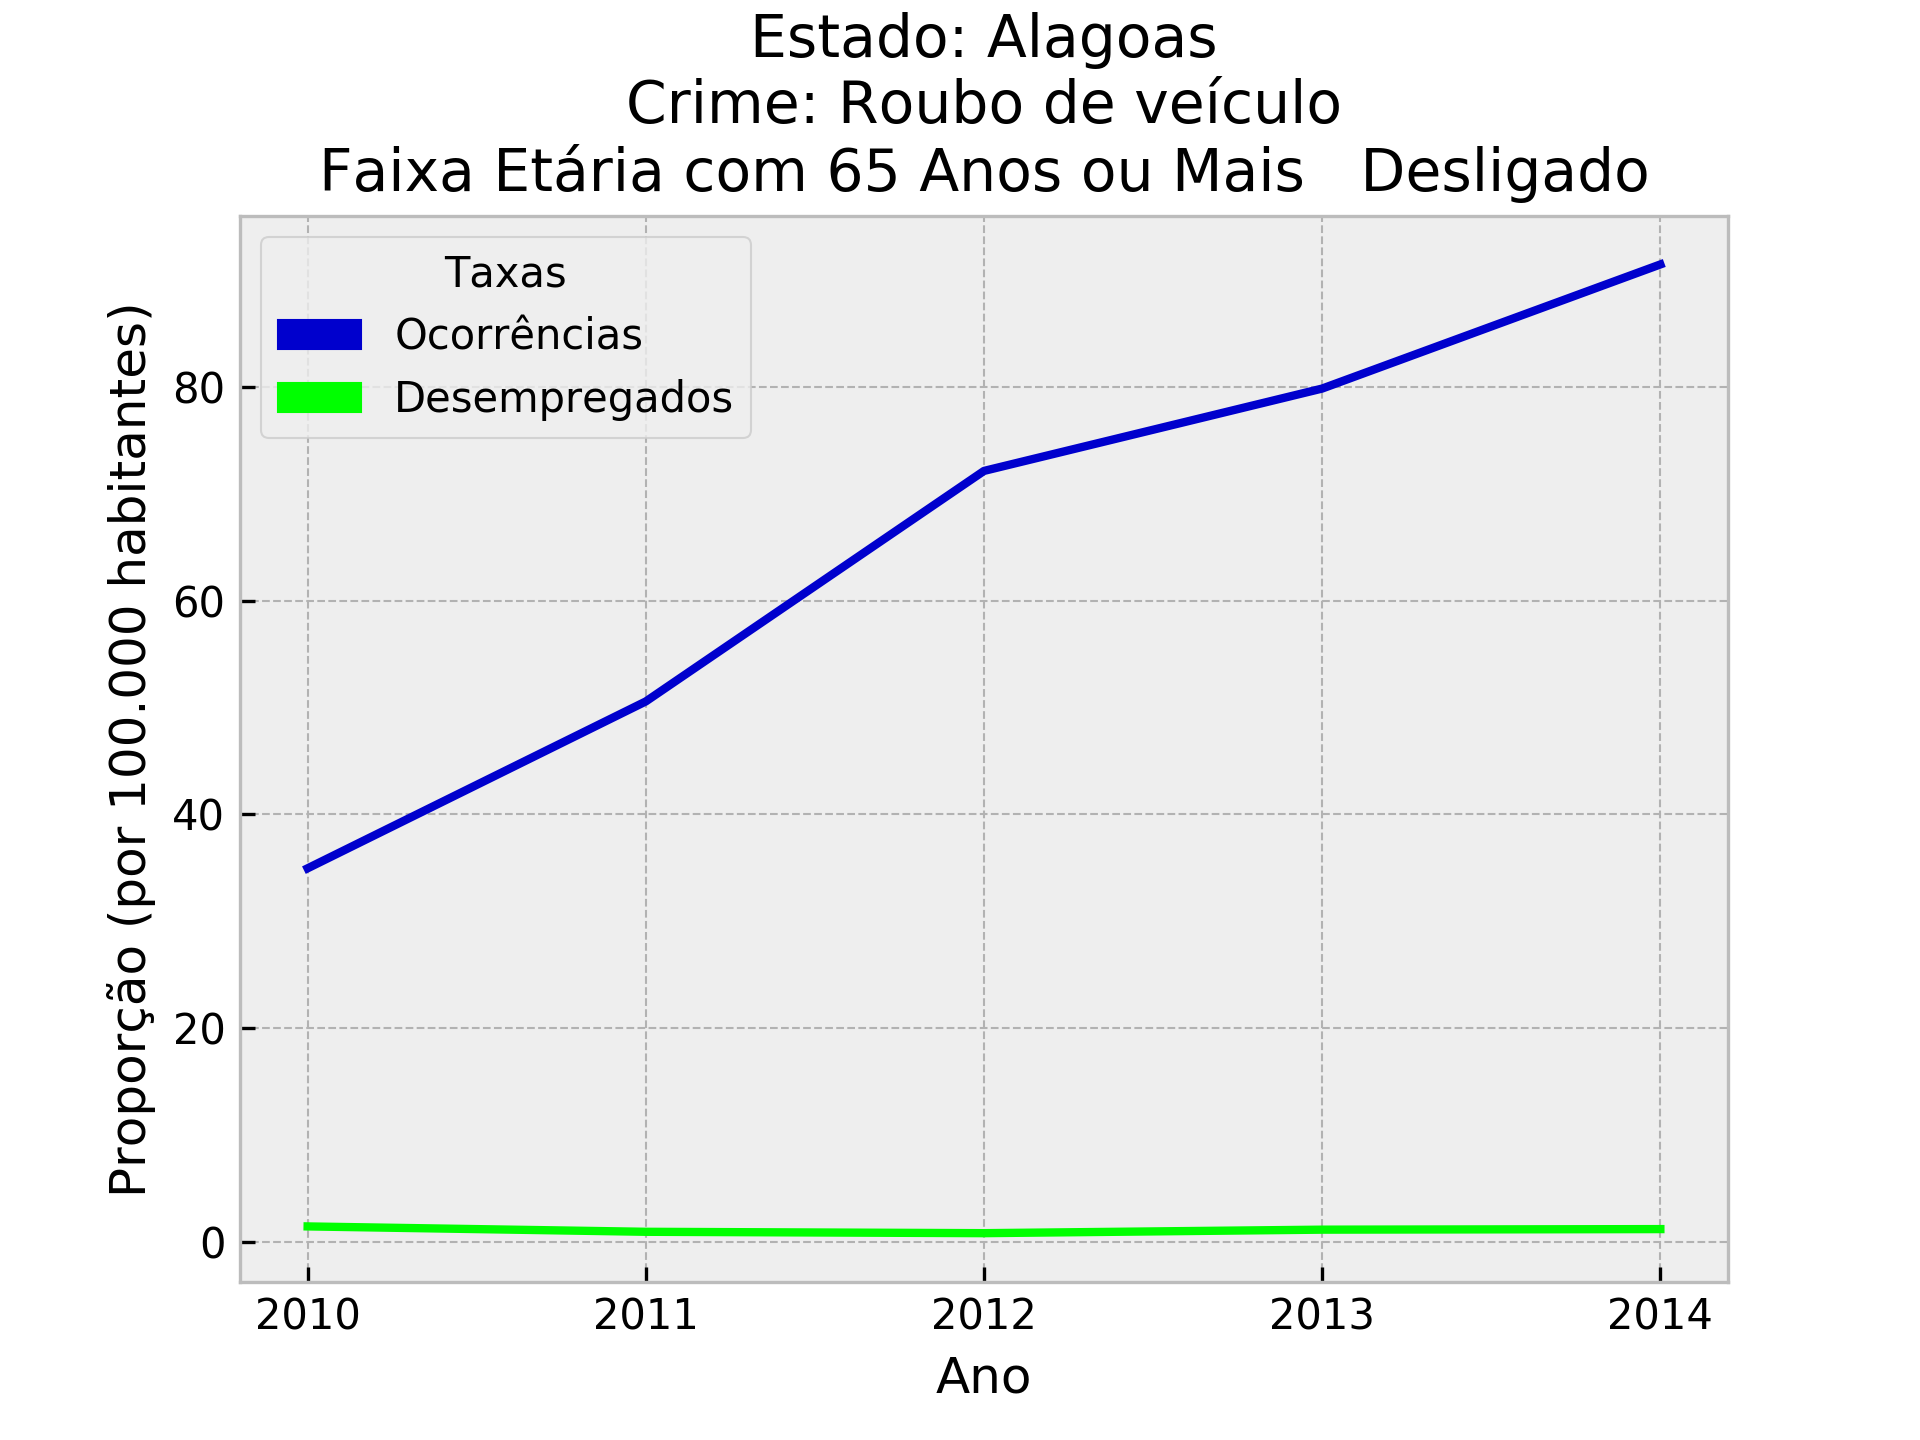 Estado: Alagoas
Crime: Roubo de veículo
Faixa Etária com 65 Anos ou Mais   Desligado
Taxas
Ocorrências
Desempregados
Proporção (por 100.000 habitantes)
80
60
40
20
0
2010 2011 2012 2013 2014
Ano